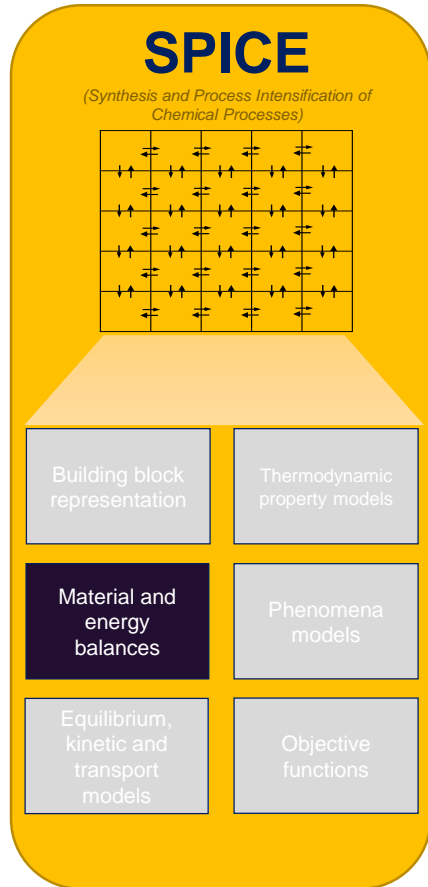 SPICE
(Synthesis and Process Intensification of
Chemical Processes)
Building block
representation
Thermodynamic
property models
Material and
energy
balances
Phenomena
models
Equilibrium,
kinetic and
transport
models
Objective
functions